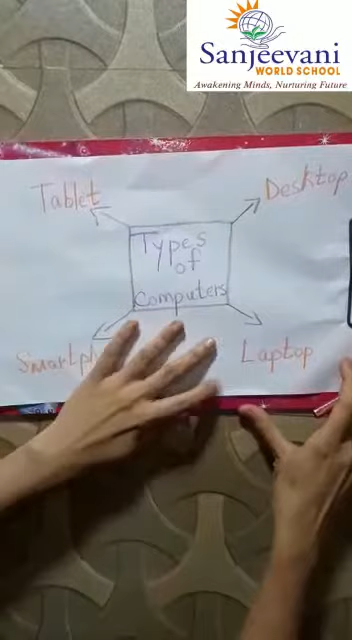 Sanjeevani
WORLD SCHOOL
Awakening Minds, Nurturing Future
Tablet
Desktop
Types
of
Computers
Laptop